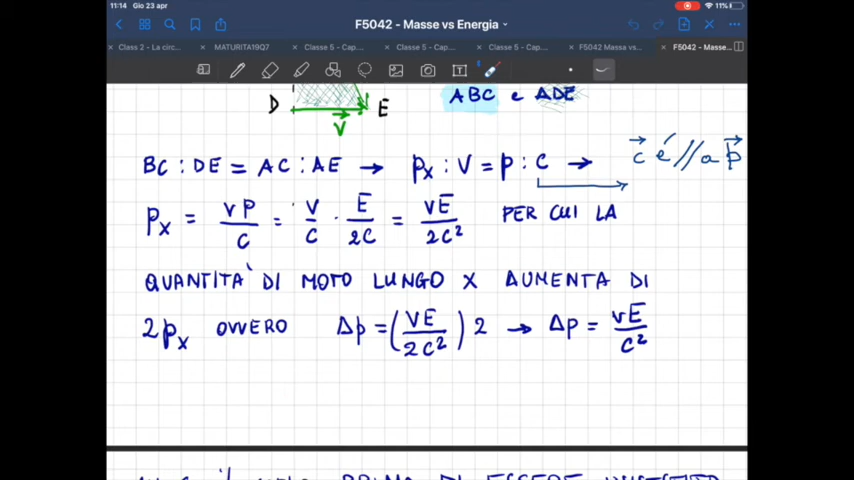 11:14 Gio 23 apr
11%
F5042 - Masse vs Energia
Class 2 - La circ...
MATURITA19Q7
Classe 5 - Cap....
Classe 5 - Cap....
Classe 5 - Cap....
F5042 Massa vs...
F5042 - Masse...
D E
V⃗
ABC e ADE
BC : DE = AC : AE → pₓ : V = p : c → c⃗ é // a p⃗
pₓ = vP/c = V/c · E/2C = vE/2c² PER CUI LA
QUANTITA' DI MOTO LUNGO X AUMENTA DI
2pₓ OVVERO Δp = (VE/2c²) 2 → Δp = vE/c²